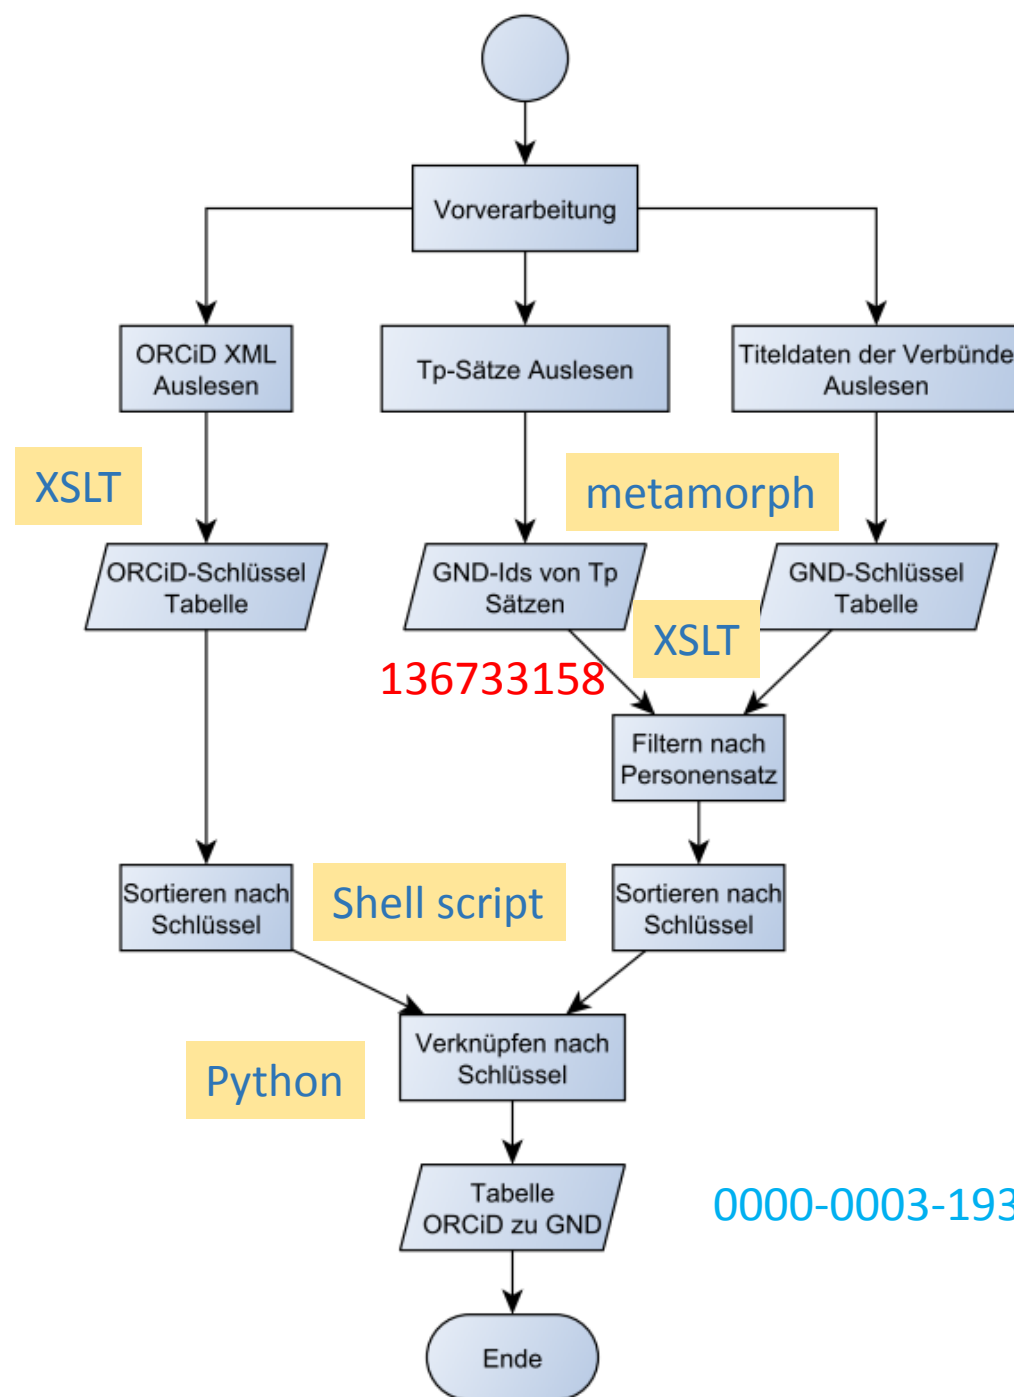 Vorverarbeitung
ORCiD XML
Auslesen
Tp-Sätze Auslesen
Titeldaten der Verbünde
Auslesen
XSLT
metamorph
ORCiD-Schlüssel
Tabelle
GND-Ids von Tp
Sätzen
GND-Schlüssel
Tabelle
XSLT
136733158
Filtern nach
Personensatz
Sortieren nach
Schlüssel
Shell script
Sortieren nach
Schlüssel
Verknüpfen nach
Schlüssel
Python
Tabelle
ORCiD zu GND
0000-0003-193
Ende